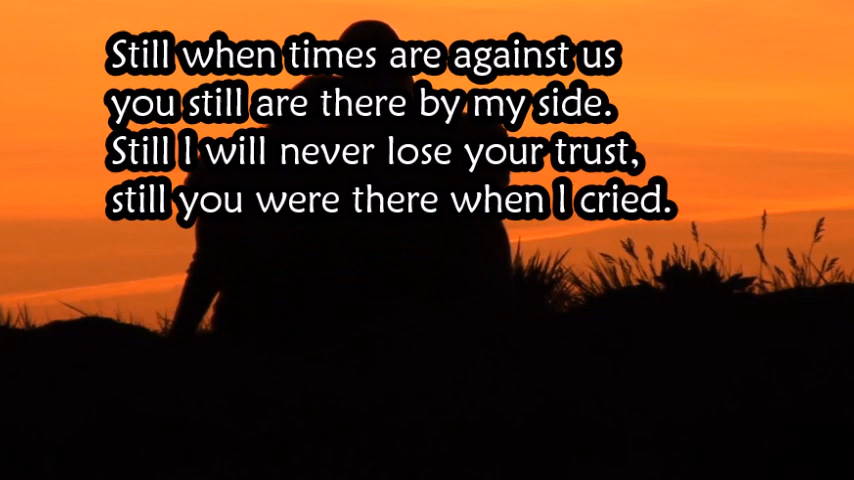 Still when times are against us
you still are there by my side.
Still I will never lose your trust,
still you were there when I cried.